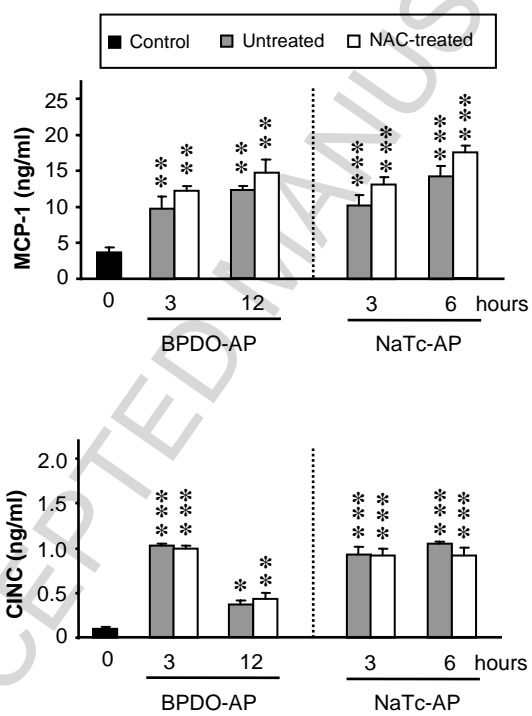 Control Untreated NAC-treated
MCP-1 (ng/ml)
25
20
15
10
5
0
** ** ** ** *** *** *** ***
0 3 12 3 6 hours
BPDO-AP NaTc-AP
CINC (ng/ml)
2.0
1.5
1.0
0.5
0
*** *** * ** *** *** *** ***
0 3 12 3 6 hours
BPDO-AP NaTc-AP
CEPTED MANUS